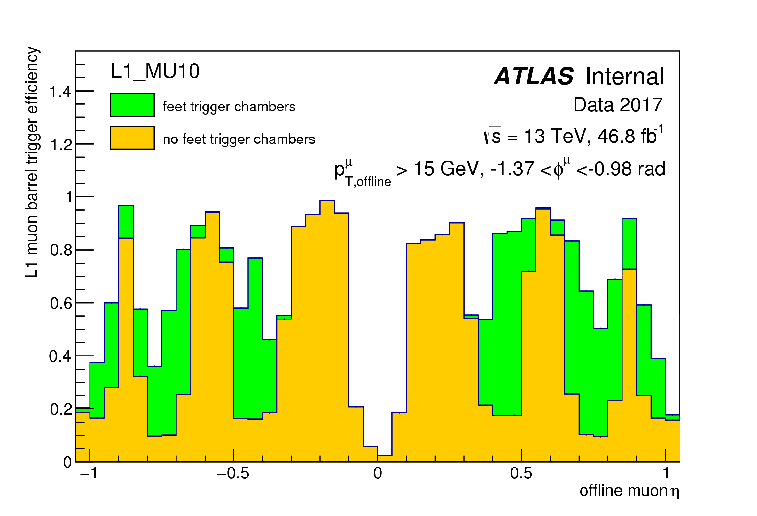 L1 muon barrel trigger efficiency
L1_MU10
feet trigger chambers
no feet trigger chambers
ATLAS Internal
Data 2017
√s = 13 TeV, 46.8 fb⁻¹
p^μ_T,offline > 15 GeV, -1.37 <ϕ^μ <-0.98 rad
1.4
1.2
1
0.8
0.6
0.4
0.2
0
−1 −0.5 0 0.5 1
offline muon η